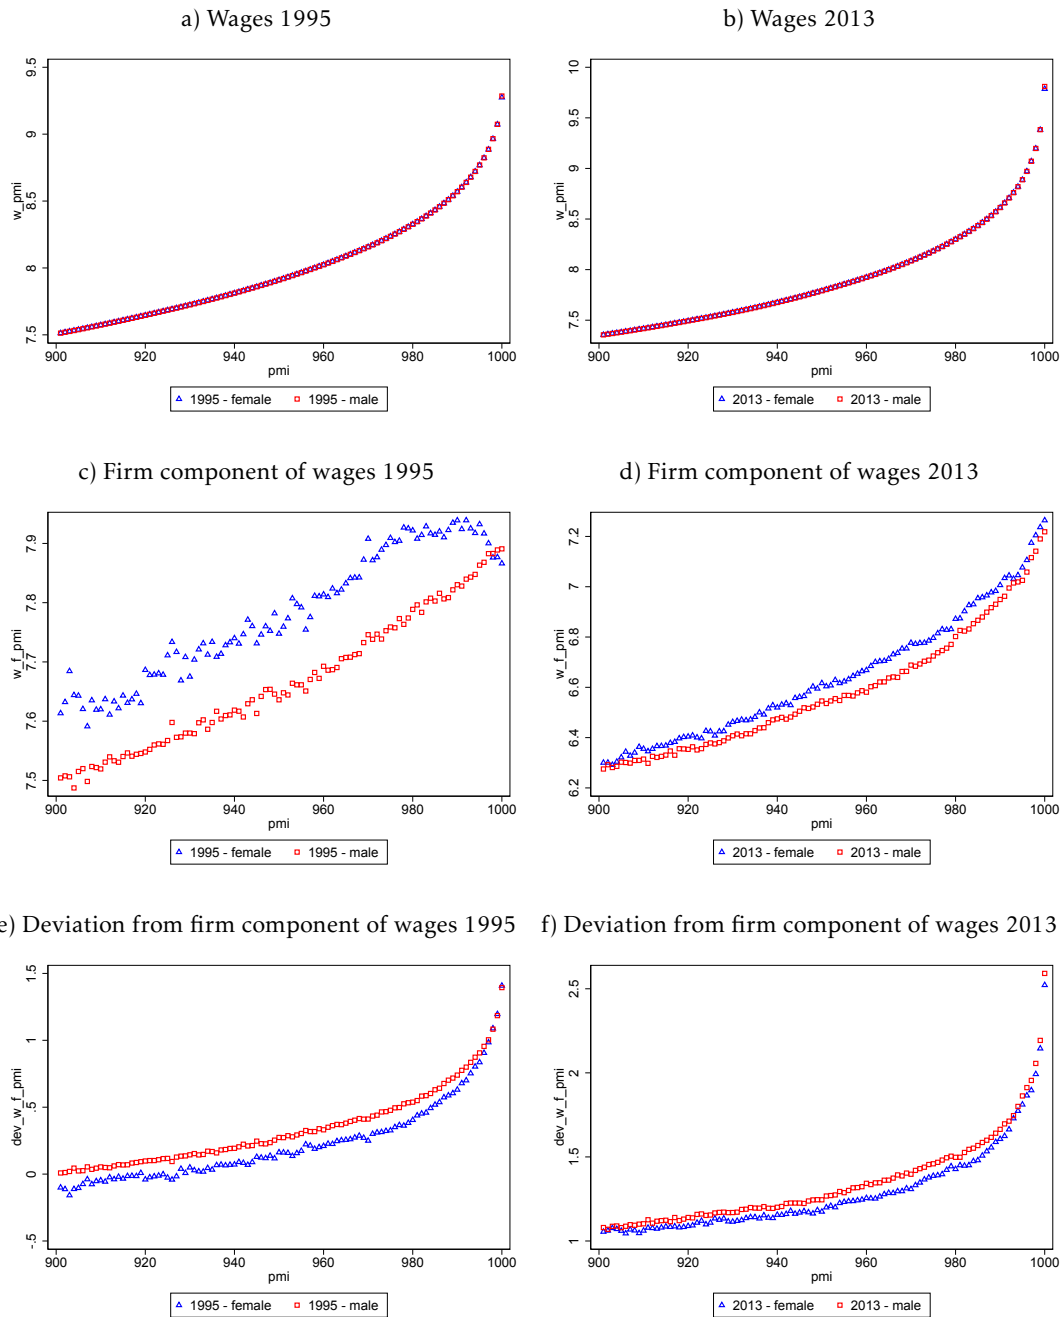 a) Wages 1995
b) Wages 2013
9.5
9
8.5
8
7.5
w_pmi
900 920 940 960 980 1000
pmi
1995 - female 1995 - male
10
9.5
9
8.5
8
7.5
w_pmi
900 920 940 960 980 1000
pmi
2013 - female 2013 - male
c) Firm component of wages 1995
d) Firm component of wages 2013
7.9
7.8
7.7
7.6
7.5
w_f_pmi
900 920 940 960 980 1000
pmi
1995 - female 1995 - male
7.2
7
6.8
6.6
6.4
6.2
w_f_pmi
900 920 940 960 980 1000
pmi
2013 - female 2013 - male
e) Deviation from firm component of wages 1995
f) Deviation from firm component of wages 2013
1.5
1
.5
0
-.5
dev_w_f_pmi
900 920 940 960 980 1000
pmi
1995 - female 1995 - male
2.5
2
1.5
1
dev_w_f_pmi
900 920 940 960 980 1000
pmi
2013 - female 2013 - male